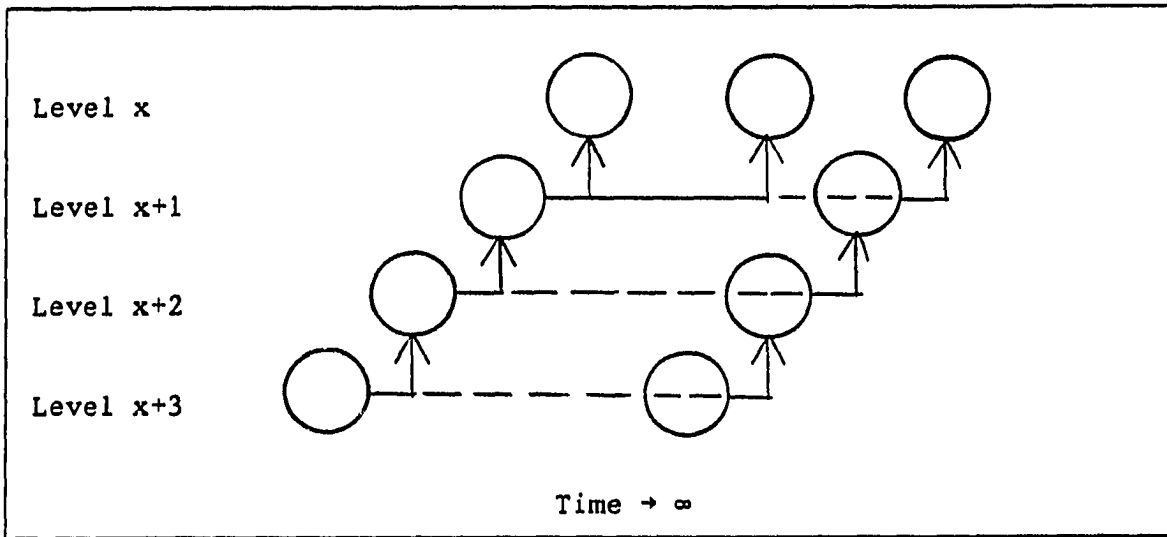 Level x
Level x+1
Level x+2
Level x+3
Time → ∞